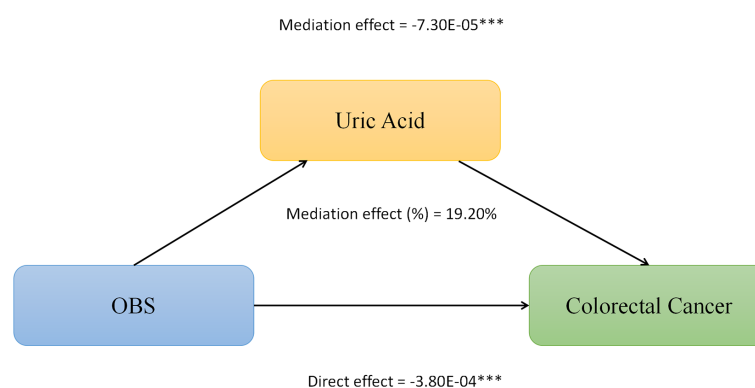 Mediation effect = -7.30E-05***
Uric Acid
Mediation effect (%) = 19.20%
OBS
Colorectal Cancer
Direct effect = -3.80E-04***